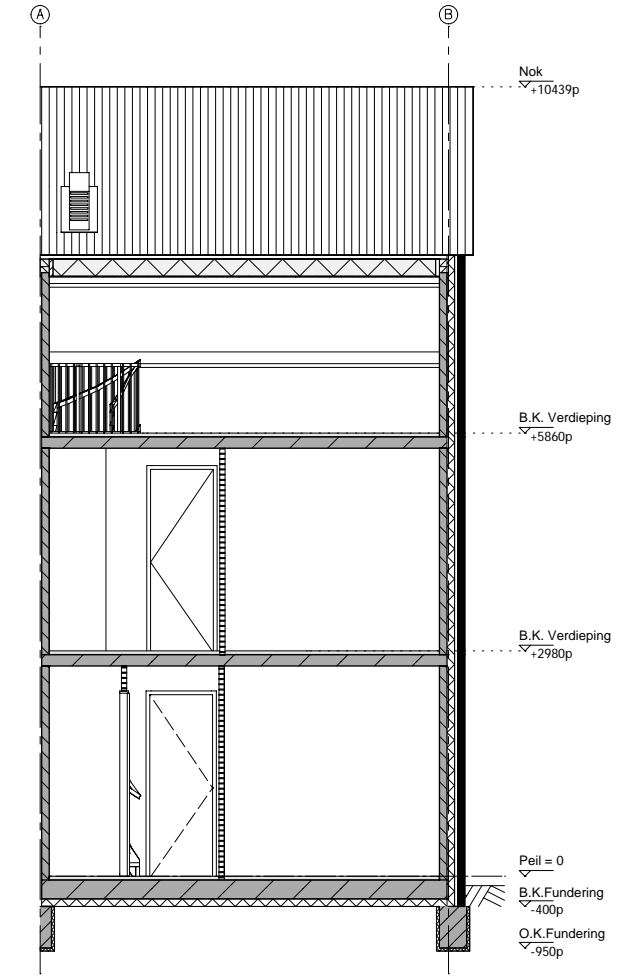 A
B
Nok
+10439p
B.K. Verdieping
+5860p
B.K. Verdieping
+2980p
Peil = 0
B.K.Fundering
-400p
O.K.Fundering
-950p